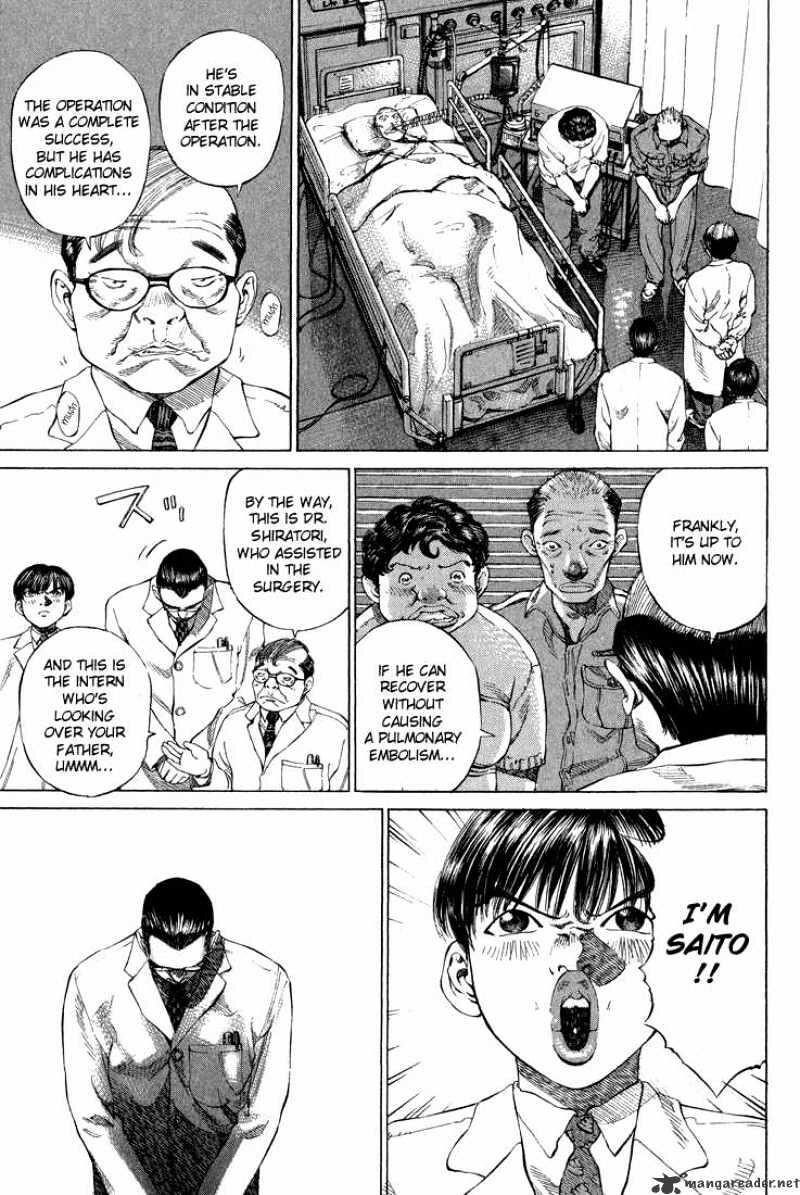 HE'S
IN STABLE
CONDITION
AFTER THE
OPERATION.
THE OPERATION
WAS A COMPLETE
SUCCESS,
BUT HE HAS
COMPLICATIONS
IN HIS HEART...
FRANKLY,
IT'S UP TO
HIM NOW.
IF HE CAN
RECOVER
WITHOUT
CAUSING
A PULMONARY
EMBOLISM...
BY THE WAY,
THIS IS DR.
SHIRATORI,
WHO ASSISTED
IN THE
SURGERY.
ズッ
AND THIS IS
THE INTERN
WHO'S
LOOKING
OVER YOUR
FATHER,
UMMM...
I'M
SAITO
!!
mangareader.net